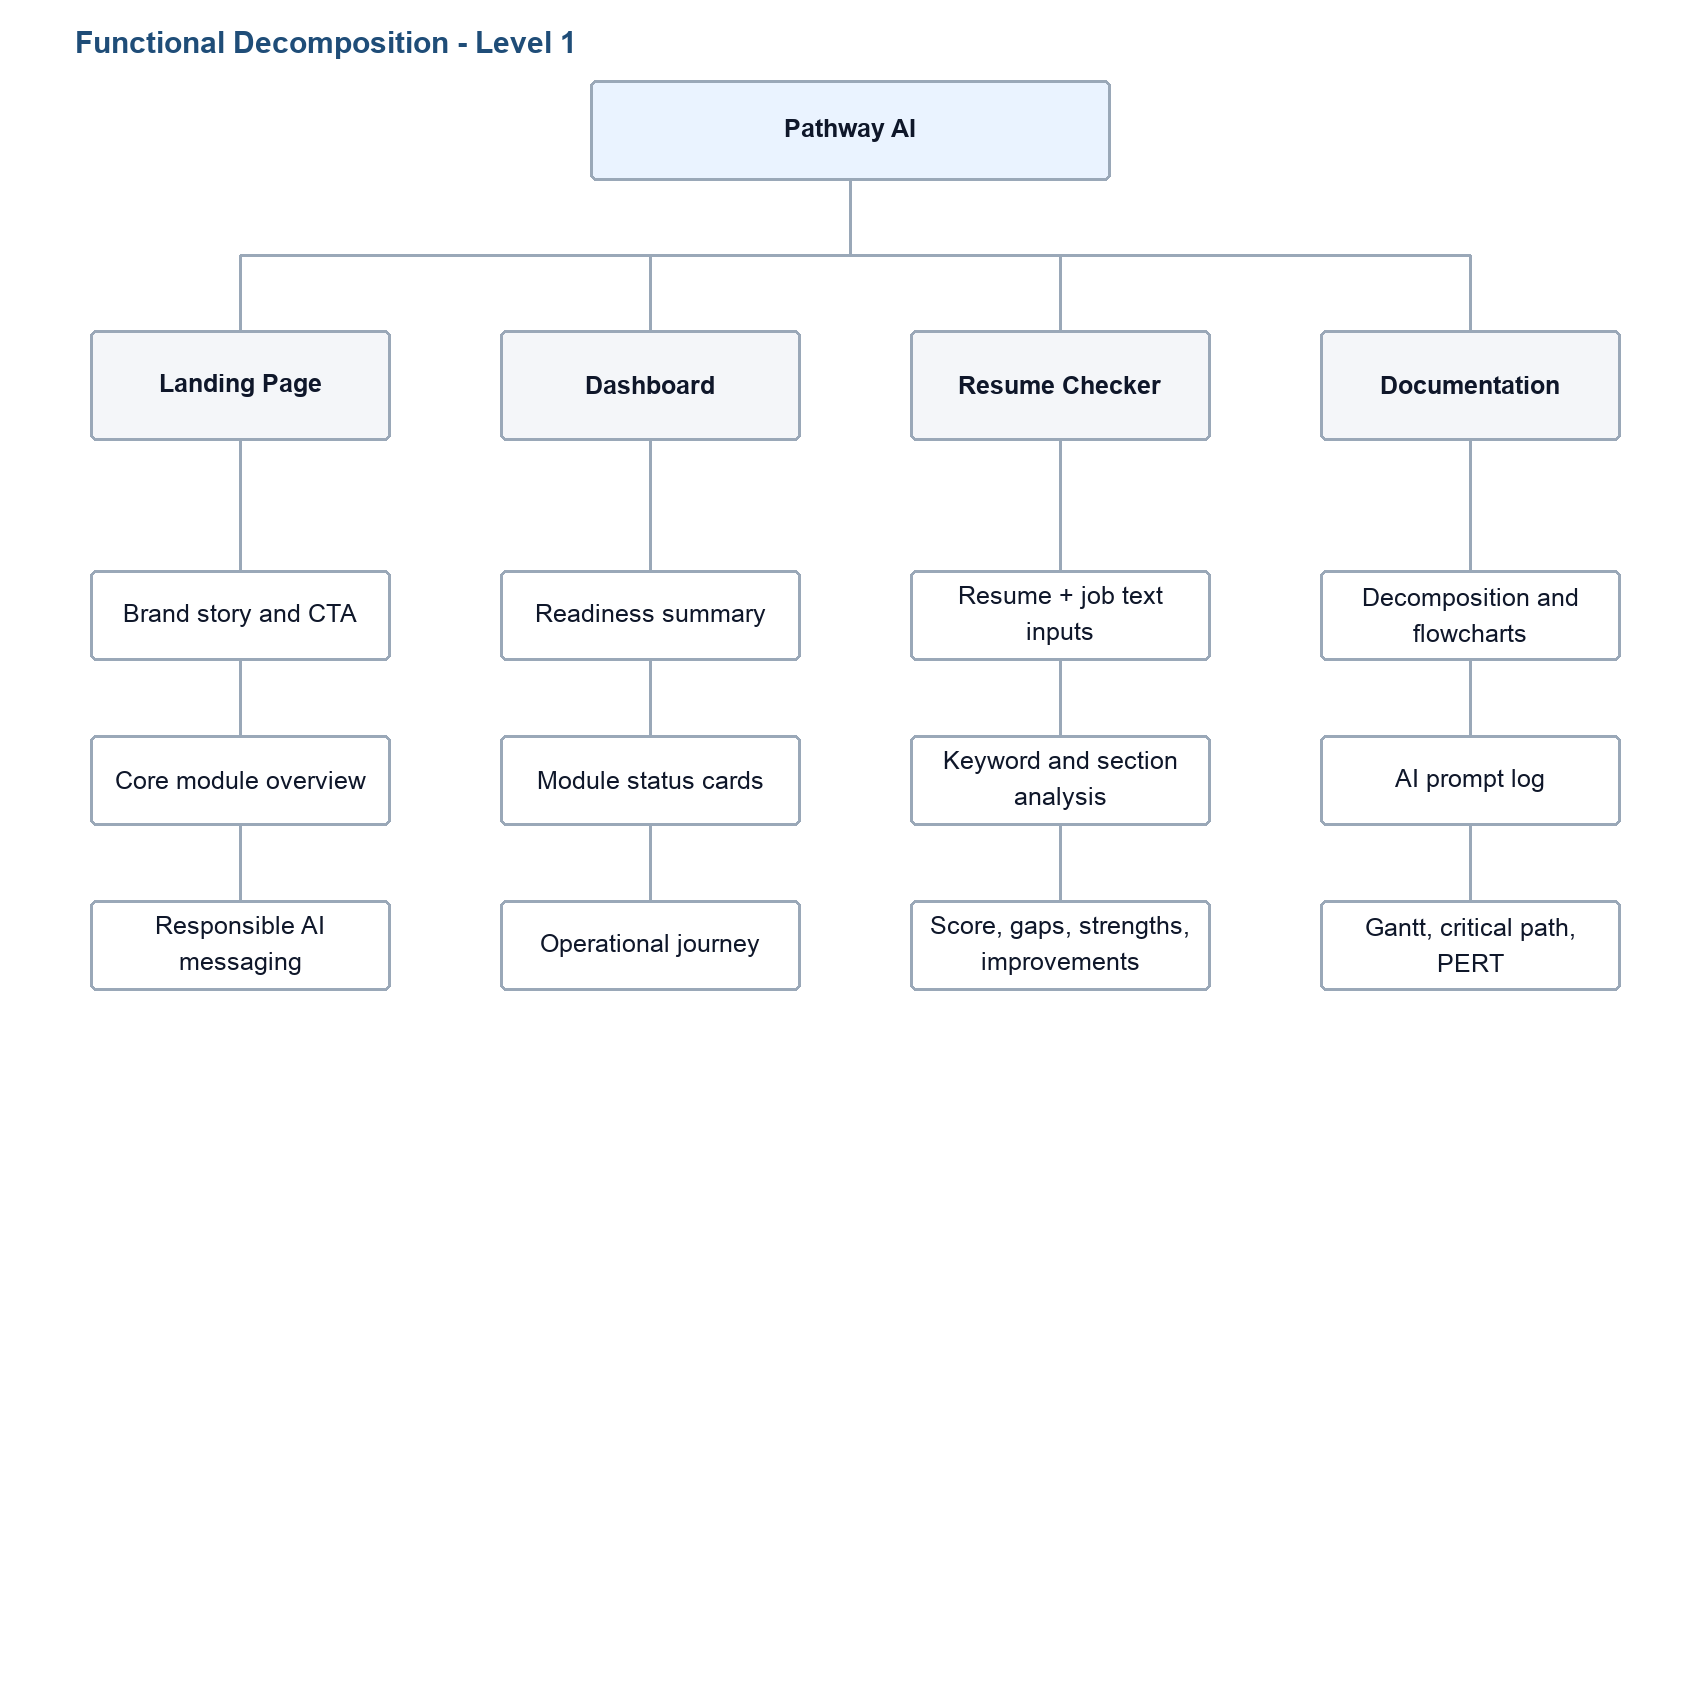 Functional Decomposition - Level 1
Pathway AI
Landing Page
Dashboard
Resume Checker
Documentation
Brand story and CTA
Readiness summary
Resume + job text
inputs
Decomposition and
flowcharts
Core module overview
Module status cards
Keyword and section
analysis
AI prompt log
Responsible AI
messaging
Operational journey
Score, gaps, strengths,
improvements
Gantt, critical path,
PERT